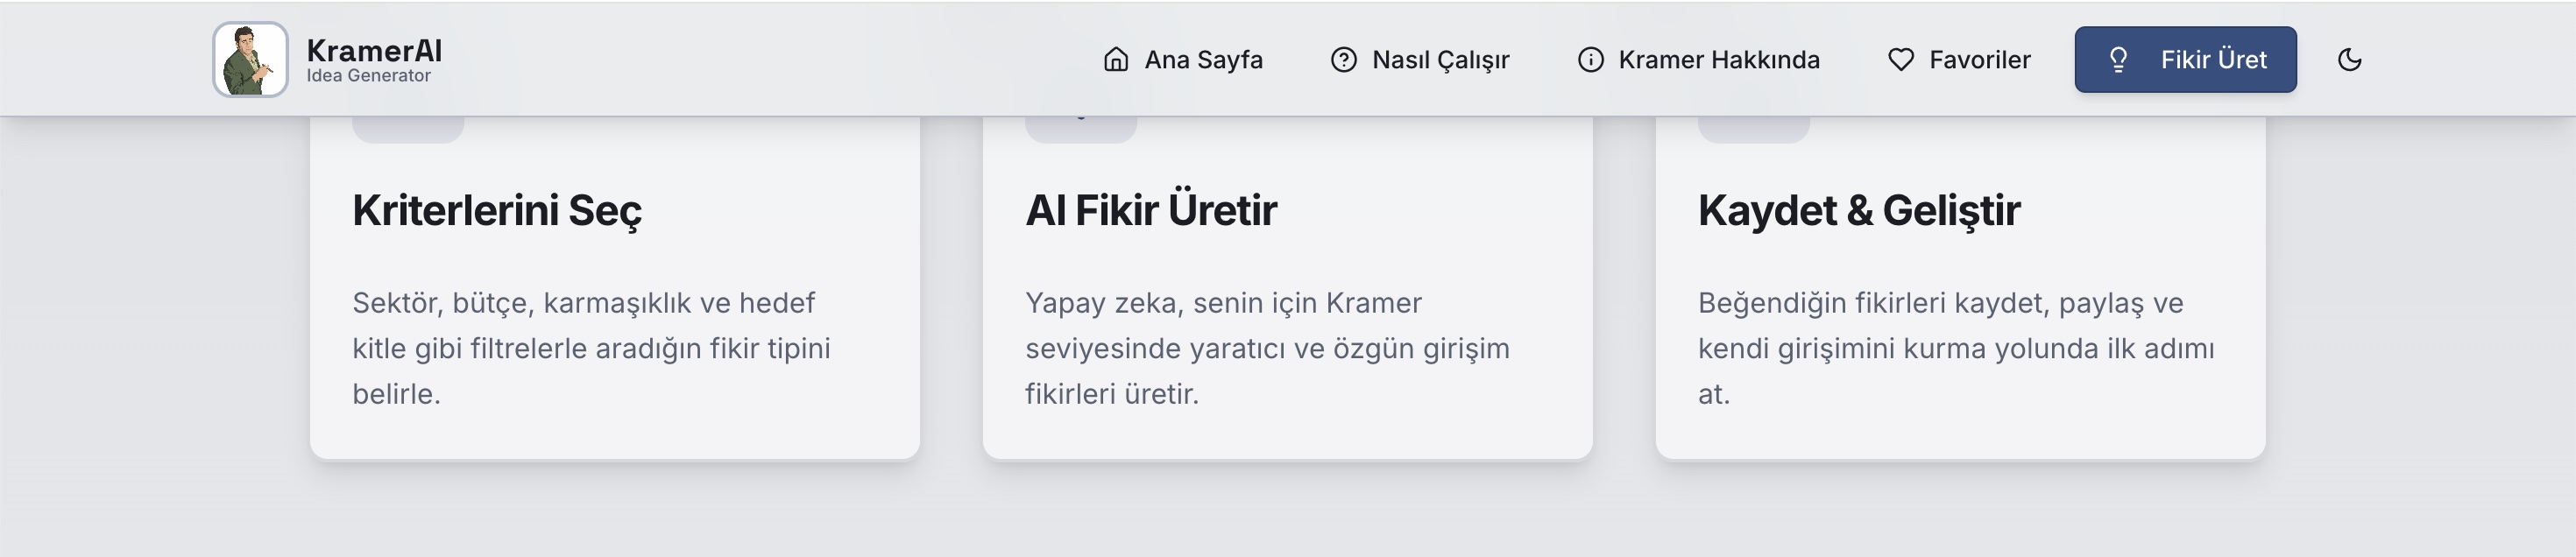 KramerAI
Idea Generator
Ana Sayfa
Nasıl Çalışır
Kramer Hakkında
Favoriler
Fikir Üret
Kriterlerini Seç
Sektör, bütçe, karmaşıklık ve hedef
kitle gibi filtrelerle aradığın fikir tipini
belirle.
AI Fikir Üretir
Yapay zeka, senin için Kramer
seviyesinde yaratıcı ve özgün girişim
fikirleri üretir.
Kaydet & Geliştir
Beğendiğin fikirleri kaydet, paylaş ve
kendi girişimini kurma yolunda ilk adımı
at.